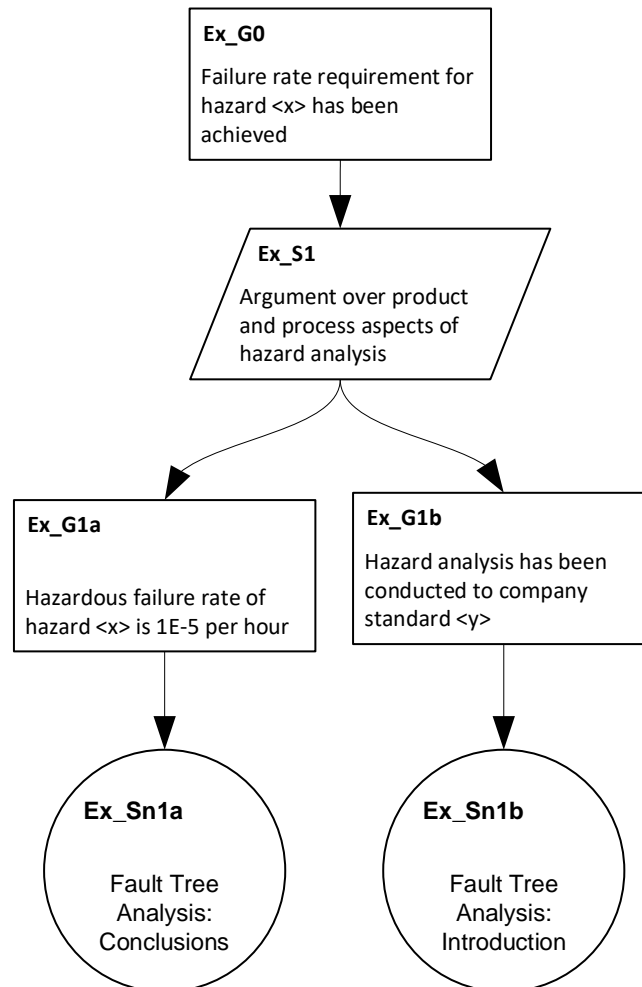 Ex_G0
Failure rate requirement for
hazard <x> has been
achieved
Ex_S1
Argument over product
and process aspects of
hazard analysis
Ex_G1a
Hazardous failure rate of
hazard <x> is 1E-5 per hour
Ex_G1b
Hazard analysis has been
conducted to company
standard <y>
Ex_Sn1a
Fault Tree
Analysis:
Conclusions
Ex_Sn1b
Fault Tree
Analysis:
Introduction